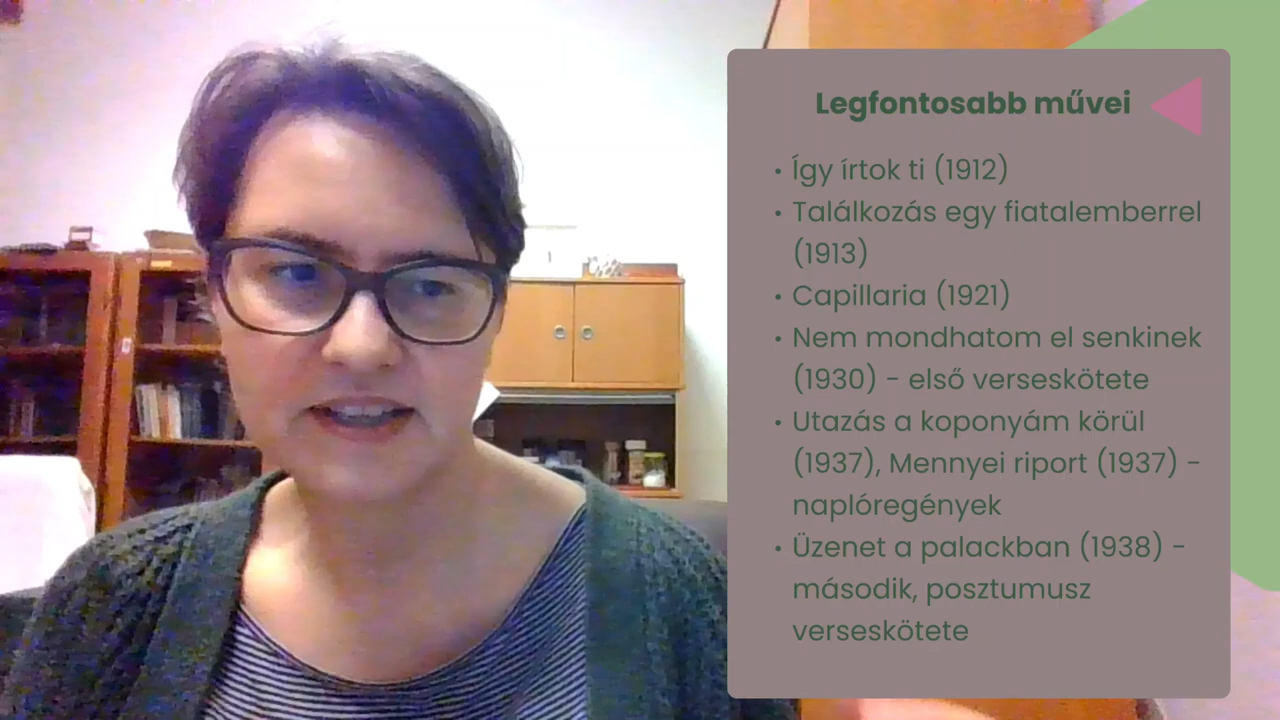 Legfontosabb művei
• Így írtok ti (1912)
• Találkozás egy fiatalemberrel
(1913)
• Capillaria (1921)
• Nem mondhatom el senkinek
(1930) - első verseskötete
• Utazás a koponyám körül
(1937), Mennyei riport (1937) -
naplóregények
• Üzenet a palackban (1938) -
második, posztumusz
verseskötete